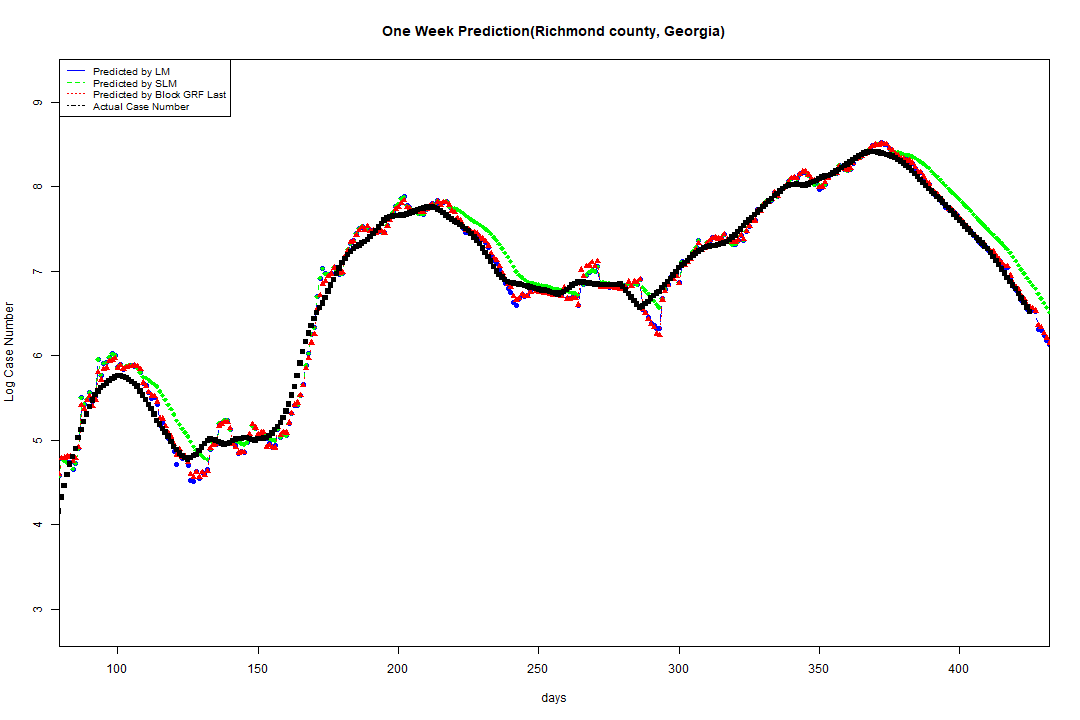 One Week Prediction(Richmond county, Georgia)
Predicted by LM
Predicted by SLM
Predicted by Block GRF Last
Actual Case Number
9
8
7
6
5
4
3
Log Case Number
100 150 200 250 300 350 400
days